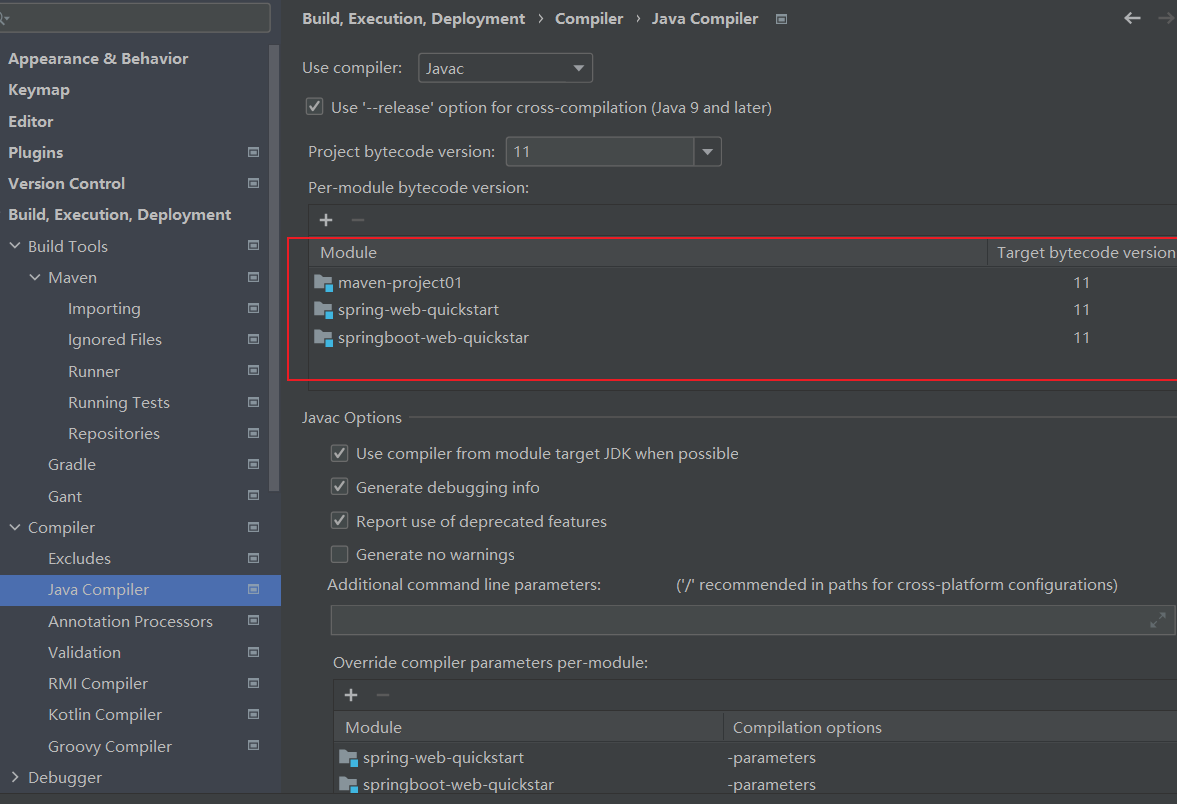 Build, Execution, Deployment › Compiler › Java Compiler
Appearance & Behavior
Keymap
Editor
Plugins
Version Control
Build, Execution, Deployment
Build Tools
Maven
Importing
Ignored Files
Runner
Running Tests
Repositories
Gradle
Gant
Compiler
Excludes
Java Compiler
Annotation Processors
Validation
RMI Compiler
Kotlin Compiler
Groovy Compiler
Debugger
Use compiler: Javac
Use '--release' option for cross-compilation (Java 9 and later)
Project bytecode version: 11
Per-module bytecode version:
Module Target bytecode version
maven-project01 11
spring-web-quickstart 11
springboot-web-quickstar 11
Javac Options
Use compiler from module target JDK when possible
Generate debugging info
Report use of deprecated features
Generate no warnings
Additional command line parameters: ('/' recommended in paths for cross-platform configurations)
Override compiler parameters per-module:
Module Compilation options
spring-web-quickstart -parameters
springboot-web-quickstar -parameters